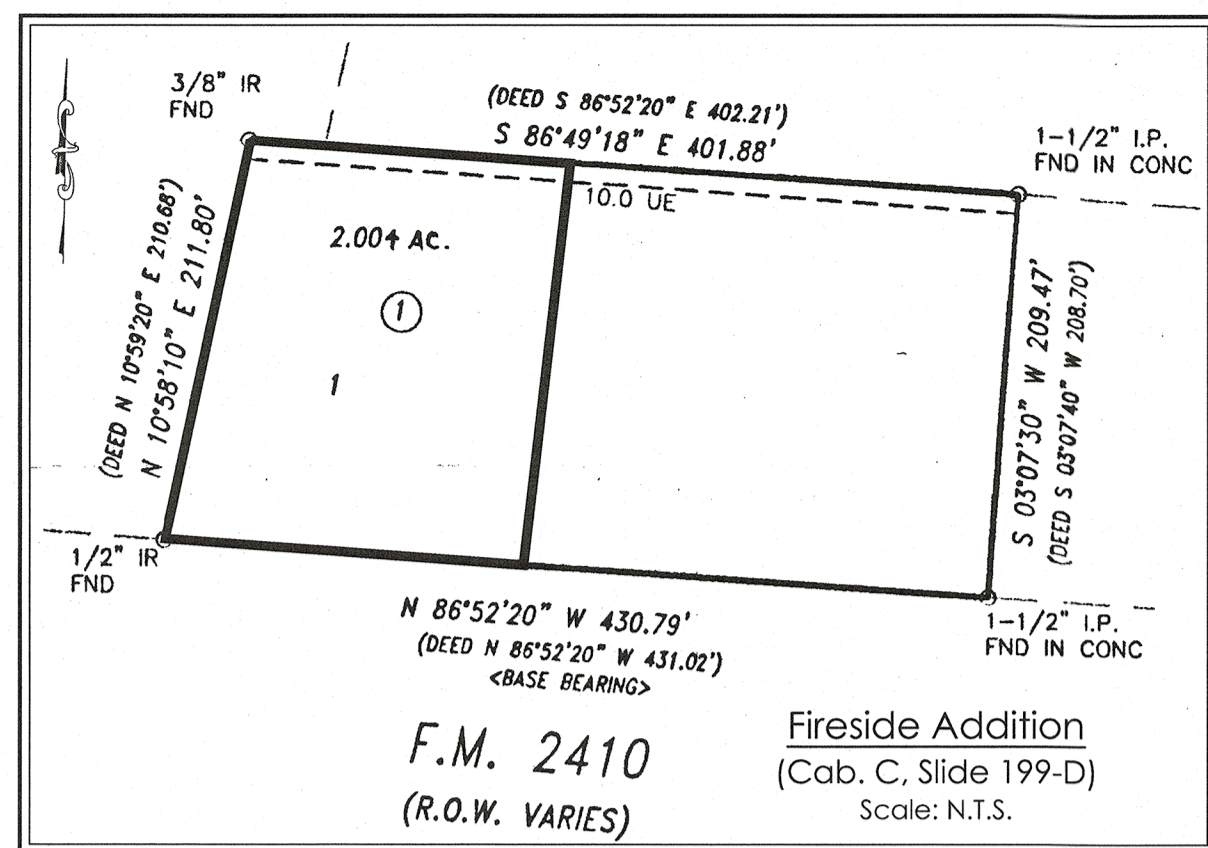 3/8" IR
FND
(DEED S 86°52'20" E 402.21')
S 86°49'18" E 401.88'
1-1/2" I.P.
FND IN CONC
10.0 UE
2.004 AC.
1
1
(DEED N 10°59'20" E 210.68')
N 10°58'10" E 211.80'
S 03°07'30" W 209.47'
(DEED S 03°07'40" W 208.70')
1/2" IR
FND
N 86°52'20" W 430.79'
(DEED N 86°52'20" W 431.02')
<BASE BEARING>
1-1/2" I.P.
FND IN CONC
F.M. 2410
(R.O.W. VARIES)
Fireside Addition
(Cab. C, Slide 199-D)
Scale: N.T.S.